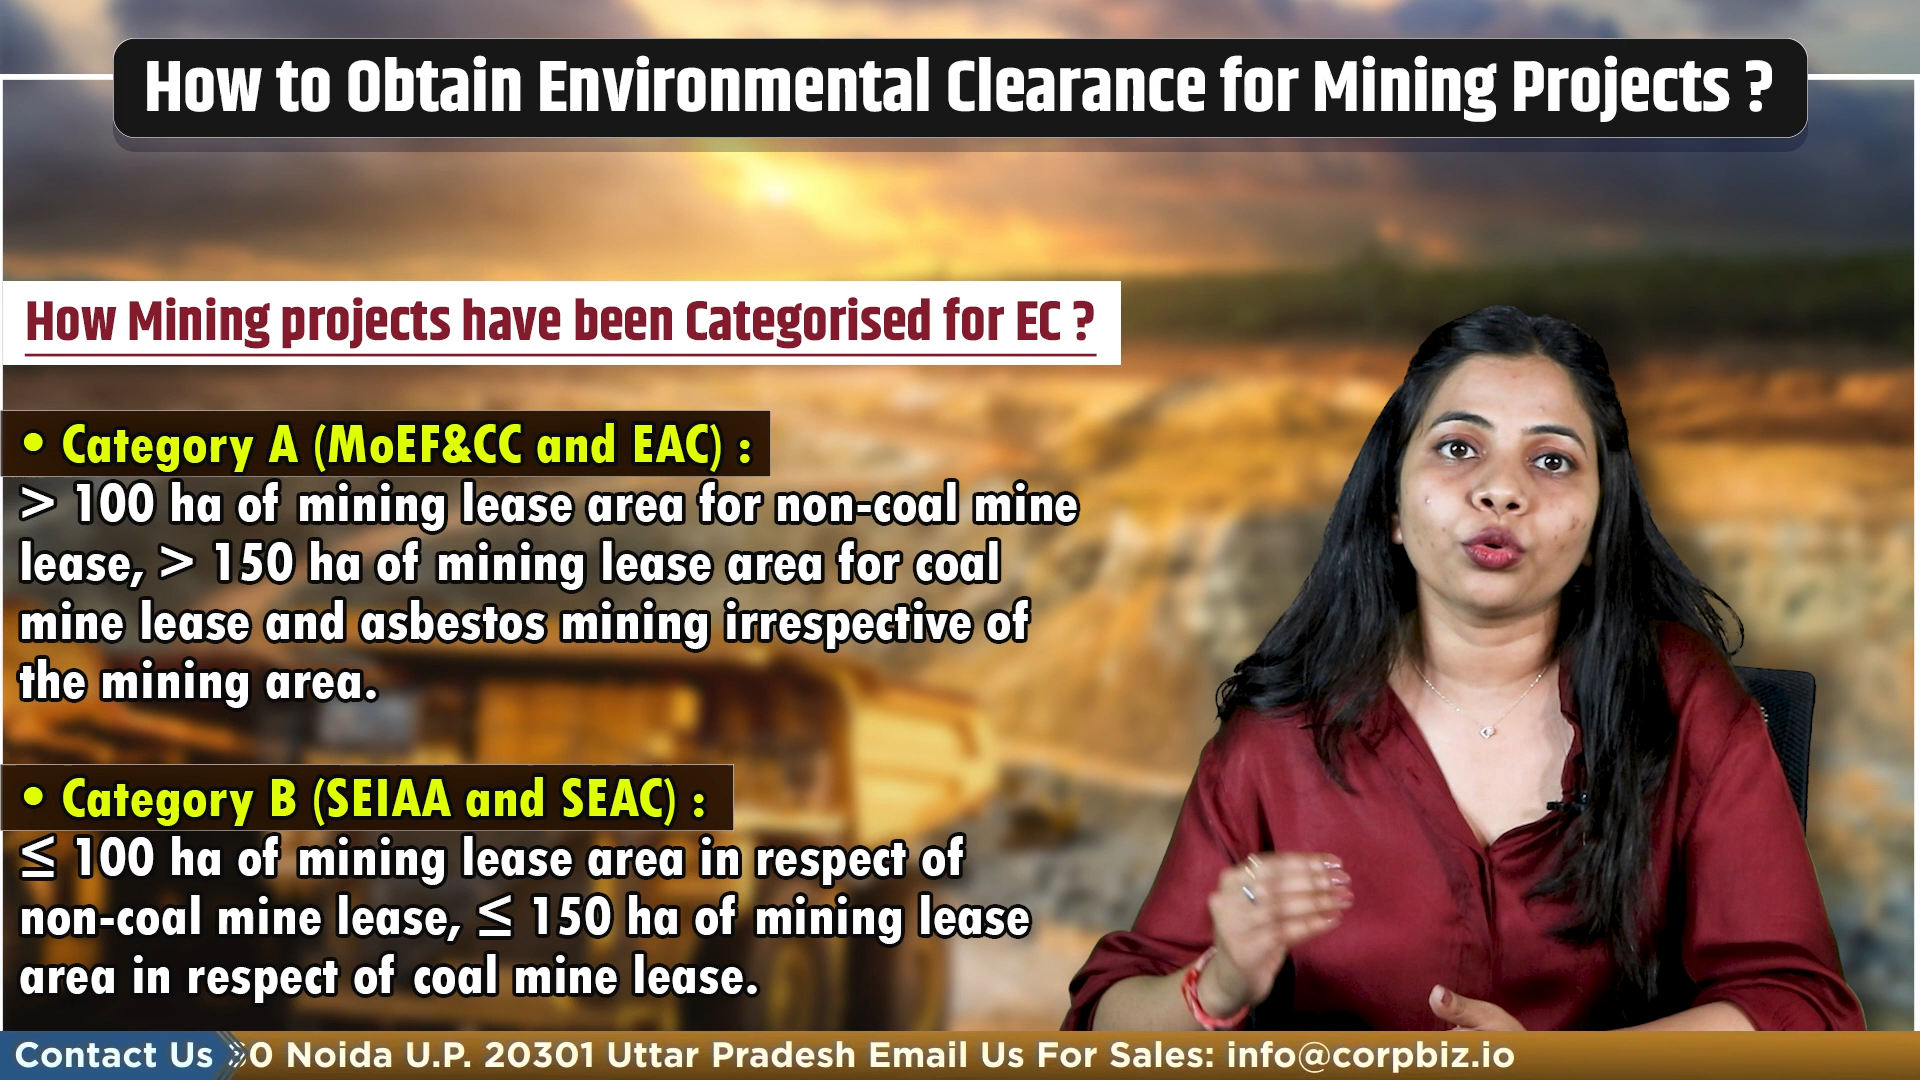 How to Obtain Environmental Clearance for Mining Projects ?
How Mining projects have been Categorised for EC ?
• Category A (MoEF&CC and EAC) :
> 100 ha of mining lease area for non-coal mine
lease, > 150 ha of mining lease area for coal
mine lease and asbestos mining irrespective of
the mining area.
• Category B (SEIAA and SEAC) :
≤ 100 ha of mining lease area in respect of
non-coal mine lease, ≤ 150 ha of mining lease
area in respect of coal mine lease.
Contact Us 0 Noida U.P. 20301 Uttar Pradesh Email Us For Sales: info@corpbiz.io